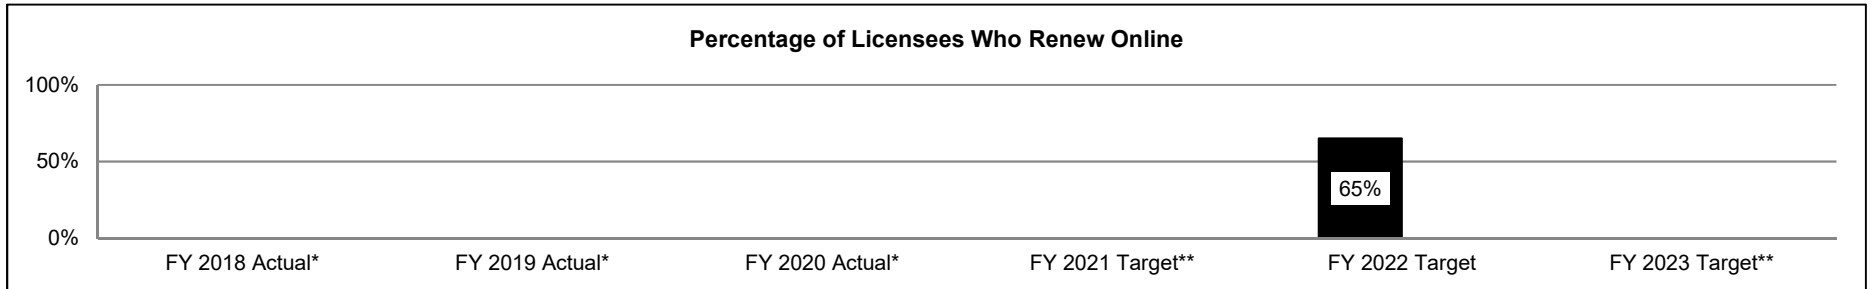 Percentage of Licensees Who Renew Online
100%
50%
0%
65%
FY 2018 Actual*
FY 2019 Actual*
FY 2020 Actual*
FY 2021 Target**
FY 2022 Target
FY 2023 Target**